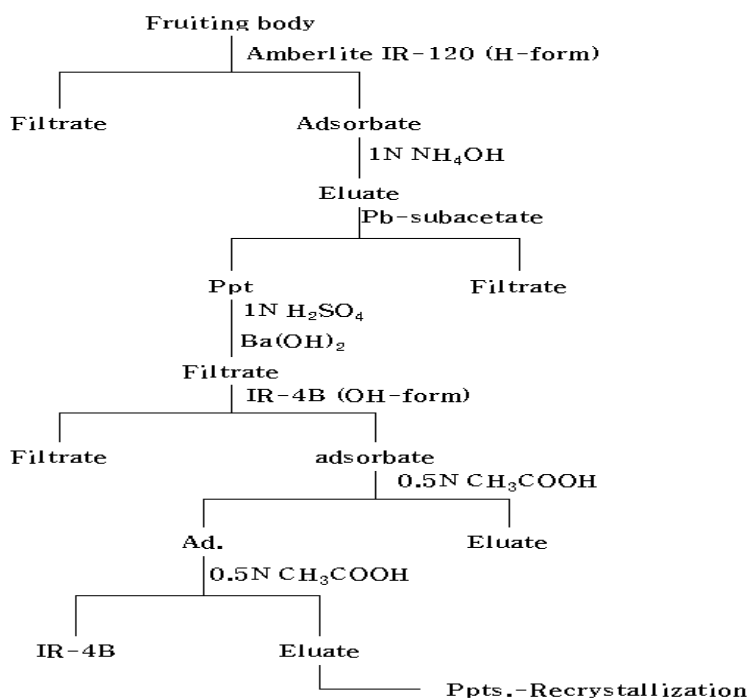 Fruiting body
Amberlite IR-120 (H-form)
Filtrate Adsorbate
1N NH₄OH
Eluate
Pb-subacetate
Ppt Filtrate
1N H₂SO₄
Ba(OH)₂
Filtrate
IR-4B (OH-form)
Filtrate adsorbate
0.5N CH₃COOH
Ad. Eluate
0.5N CH₃COOH
IR-4B Eluate
Ppts.-Recrystallization